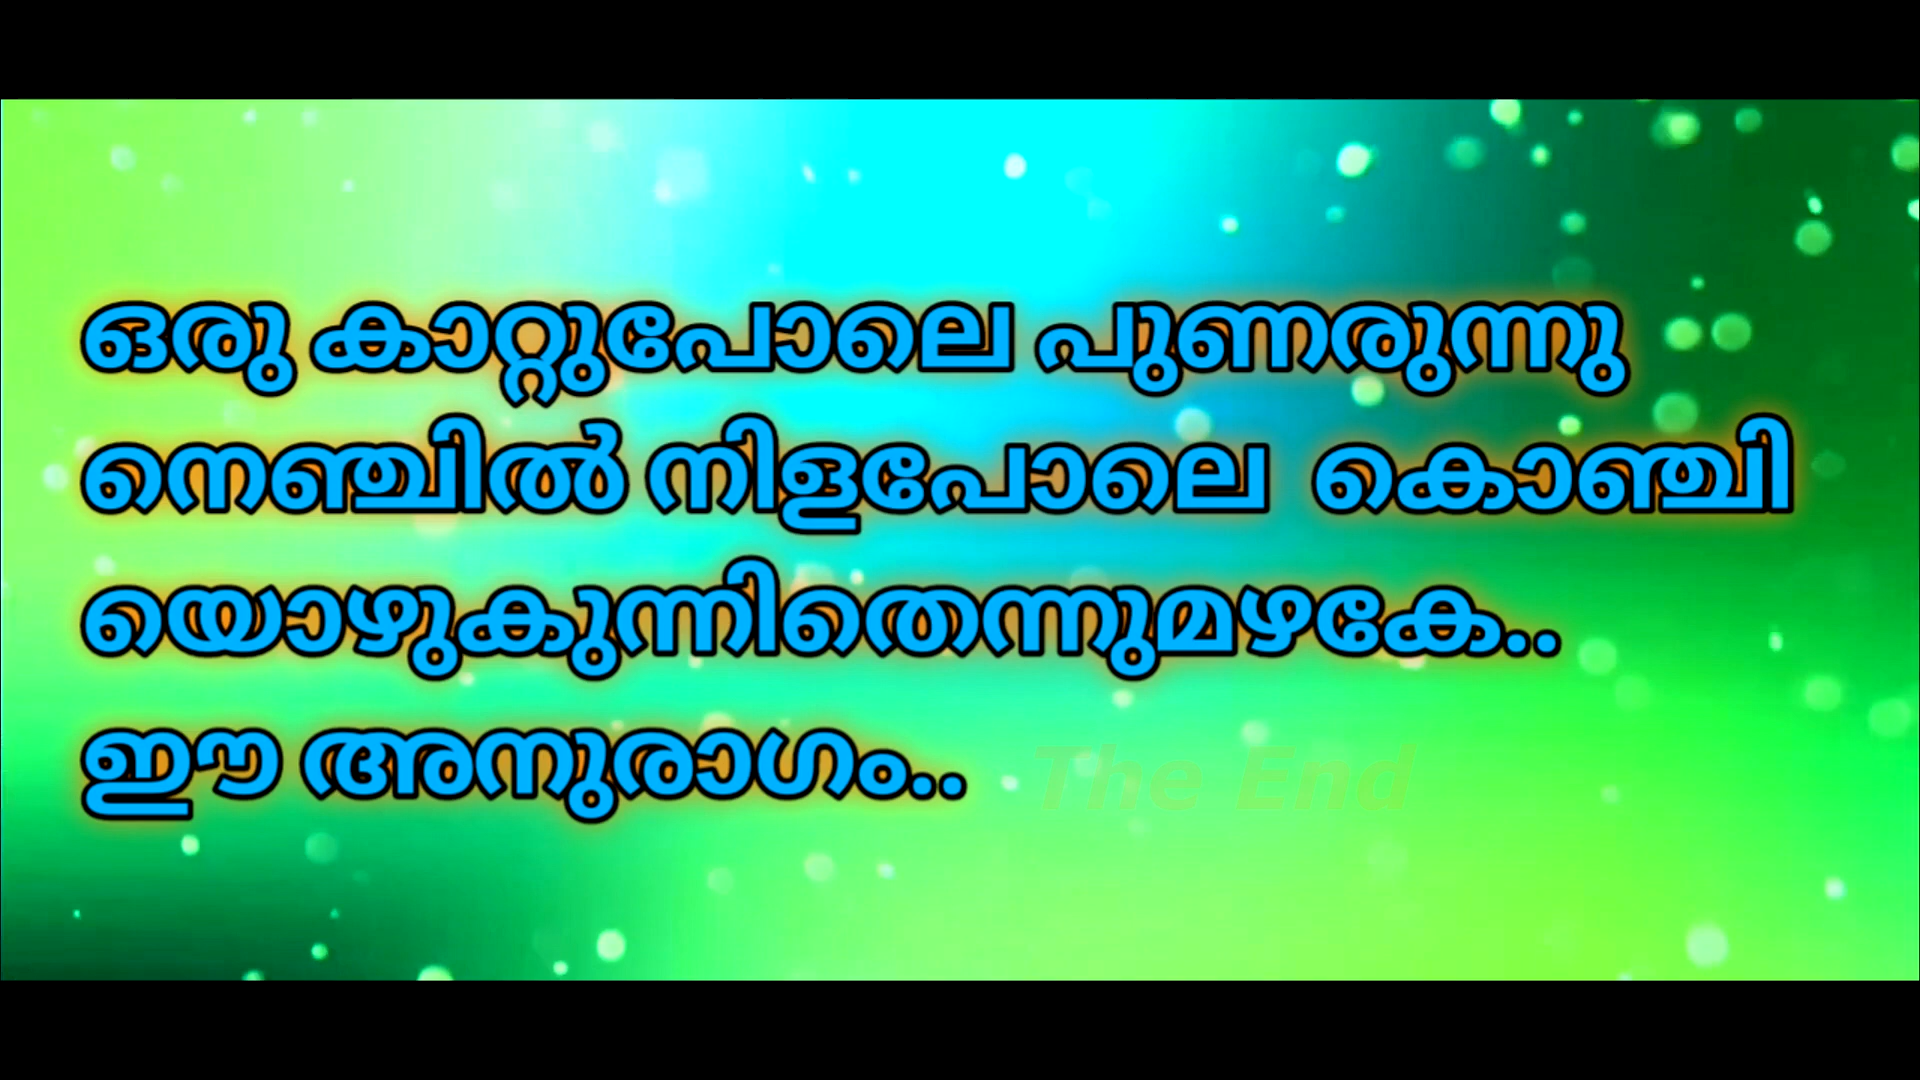 ഒരു കാറ്റുപോലെ പുണരുന്നു
നെഞ്ചിൽ നിളപോലെ കൊഞ്ചി
യൊഴുകുന്നിതെന്നുമഴകേ..
ഈ അനുരാഗം.. The End